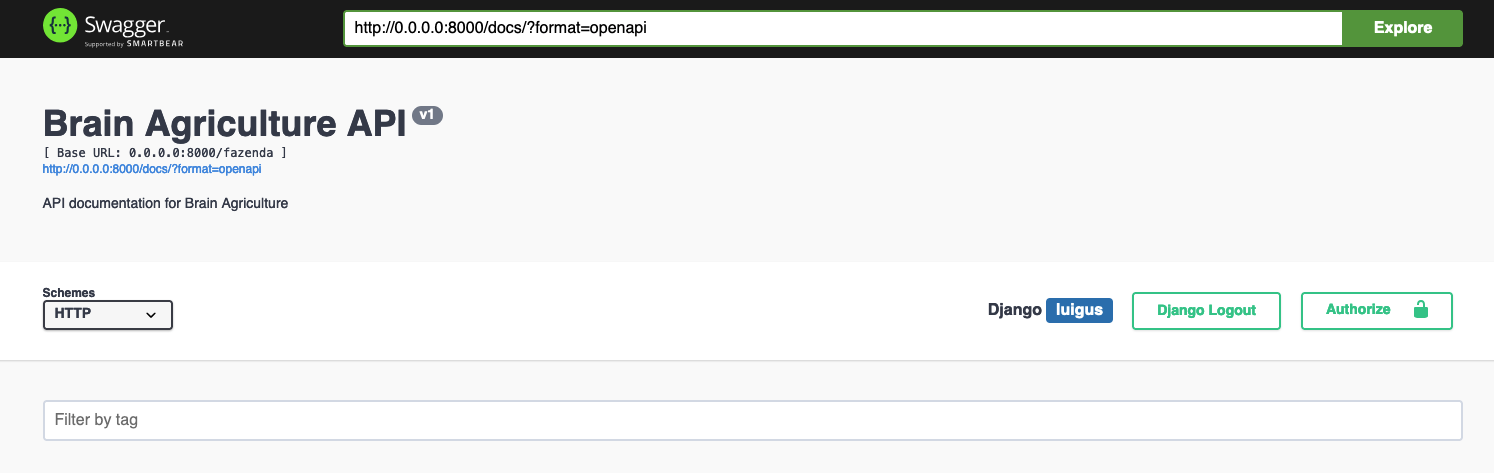 {···} Swagger
Supported by SMARTBEAR
http://0.0.0.0:8000/docs/?format=openapi
Explore
Brain Agriculture API v1
[ Base URL: 0.0.0.0:8000/fazenda ]
http://0.0.0.0:8000/docs/?format=openapi
API documentation for Brain Agriculture
Schemes
HTTP
Django luigus
Django Logout
Authorize
Filter by tag